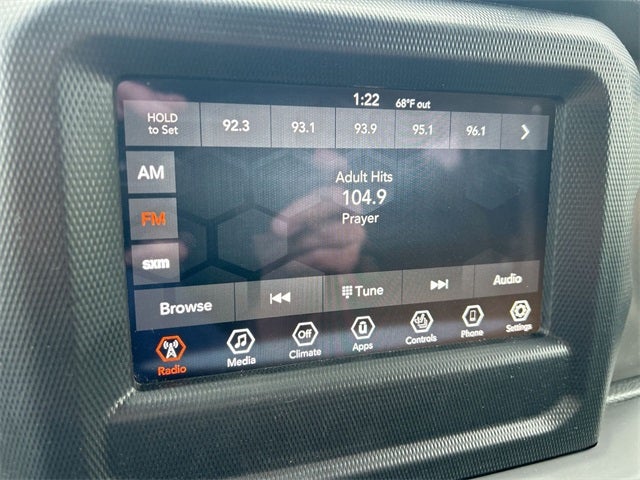 1:22 68°F out
HOLD to Set 92.3 93.1 93.9 95.1 96.1
AM
FM
sxm
Adult Hits
104.9
Prayer
Browse Tune Audio
Radio Media Off Climate Apps Controls Phone Settings